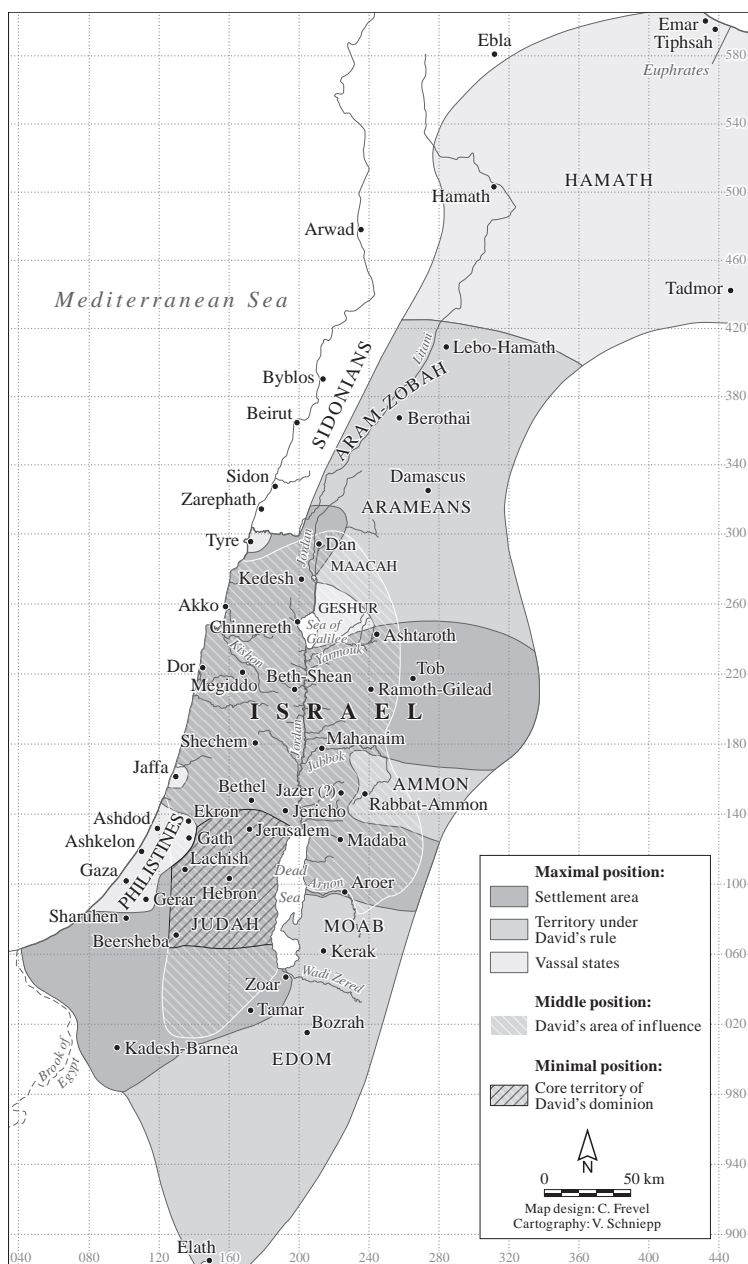 Emar
Tiphsah
Ebla
580
Euphrates
540
HAMATH
Hamath
500
Arwad
460
Mediterranean Sea
Tadmor
420
Litani
Lebo-Hamath
SIDONIANS
ARAM-ZOBAH
Byblos
380
Beirut
Berothai
Sidon
Damascus
340
Zarephath
ARAMEANS
Tyre
300
Jordan
Dan
MAACAH
Kedesh
Akko
GESHUR
260
Chinnereth
Sea of
Galilee
Ashtaroth
Kishon
Yarmouk
Dor
Megiddo
Beth-Shean
Tob
220
Ramoth-Gilead
ISRAEL
Jordan
Shechem
Mahanaim
180
Jabbok
Jaffa
Bethel
Jazer (?)
AMMON
Rabbat-Ammon
Ashdod
Ekron
Jericho
140
Ashkelon
PHILISTINES
Gath
Jerusalem
Madaba
Gaza
Lachish
Dead
Sea
Arnon
100
Gerar
Hebron
Aroer
Sharuhen
JUDAH
MOAB
Beersheba
Kerak
060
Zoar
Wadi Zered
Tamar
Bozrah
020
Kadesh-Barnea
EDOM
Brook of
Egypt
980
940
900
Elath
040
080
120
160
200
240
280
320
360
400
440
Maximal position:
Settlement area
Territory under
David's rule
Vassal states
Middle position:
David's area of influence
Minimal position:
Core territory of
David's dominion
N
0 50 km
Map design: C. Frevel
Cartography: V. Schniepp